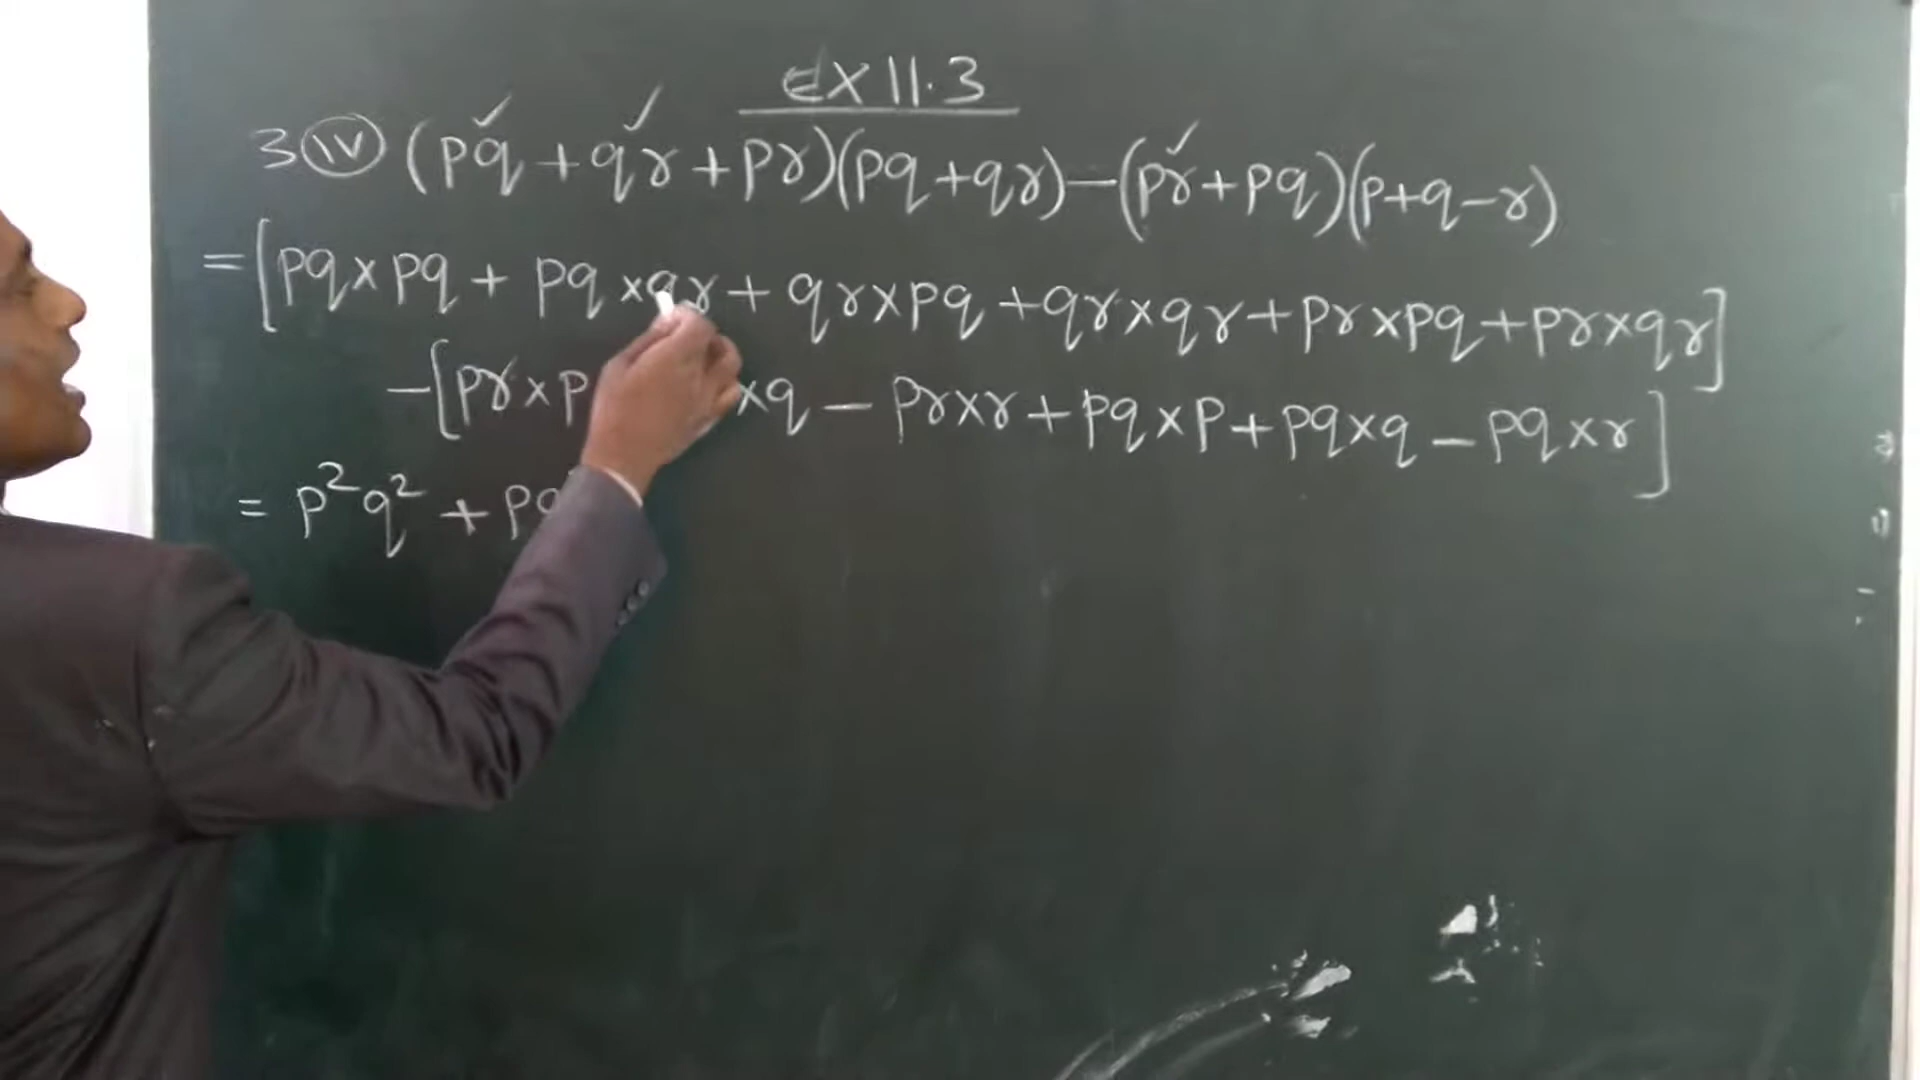 EX 11.3
3 (iv) (pq + qr + pr)(pq + qr) - (pr + pq)(p + q - r)
= [pq × pq + pq × qr + qr × pq + qr × qr + pr × pq + pr × qr]
- [pr × p × q - pr × r + pq × p + pq × q - pq × r]
= p²q² + pq